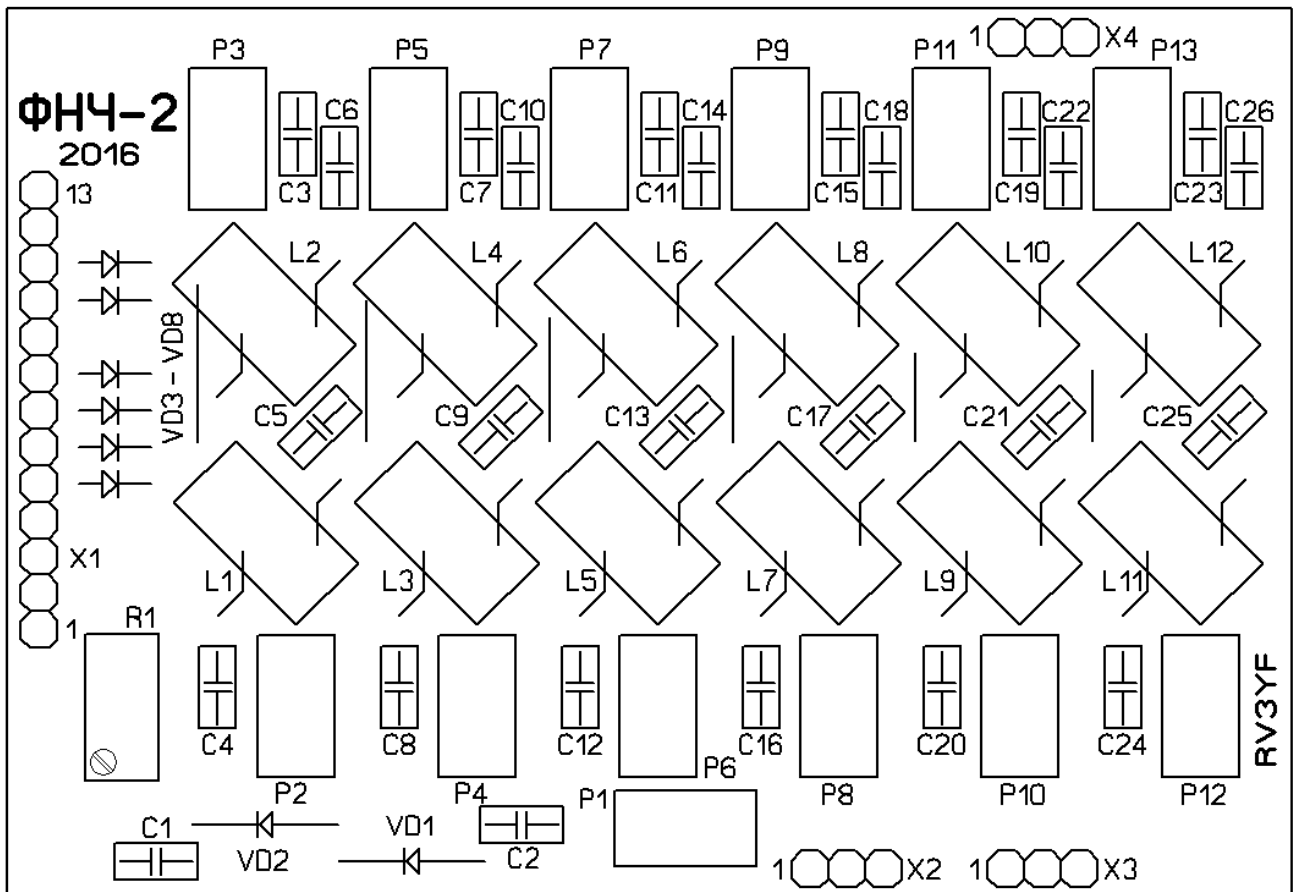 1 X4
P3 P5 P7 P9 P11 P13
ФНЧ-2
2016
C6 C10 C14 C18 C22 C26
C3 C7 C11 C15 C19 C23
13
L2 L4 L6 L8 L10 L12
VD3 - VD8
C5 C9 C13 C17 C21 C25
X1
L1 L3 L5 L7 L9 L11
1
R1
C4 C8 C12 C16 C20 C24
RV3YF
P2 P4 P6 P8 P10 P12
P1
C1 VD1
VD2 C2
1 X2 1 X3